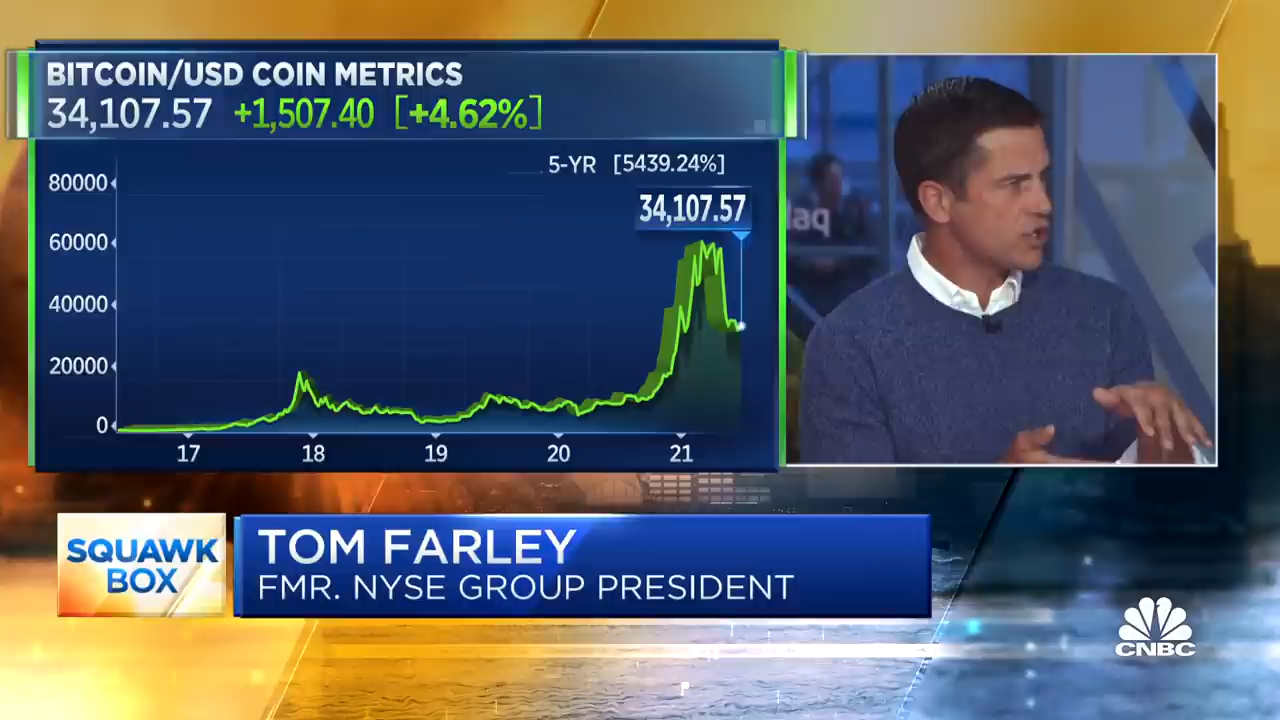 BITCOIN/USD COIN METRICS
34,107.57 +1,507.40 [+4.62%]
5-YR [5439.24%]
34,107.57
80000
60000
40000
20000
0
17 18 19 20 21
daq
SQUAWK
BOX
TOM FARLEY
FMR. NYSE GROUP PRESIDENT
CNBC